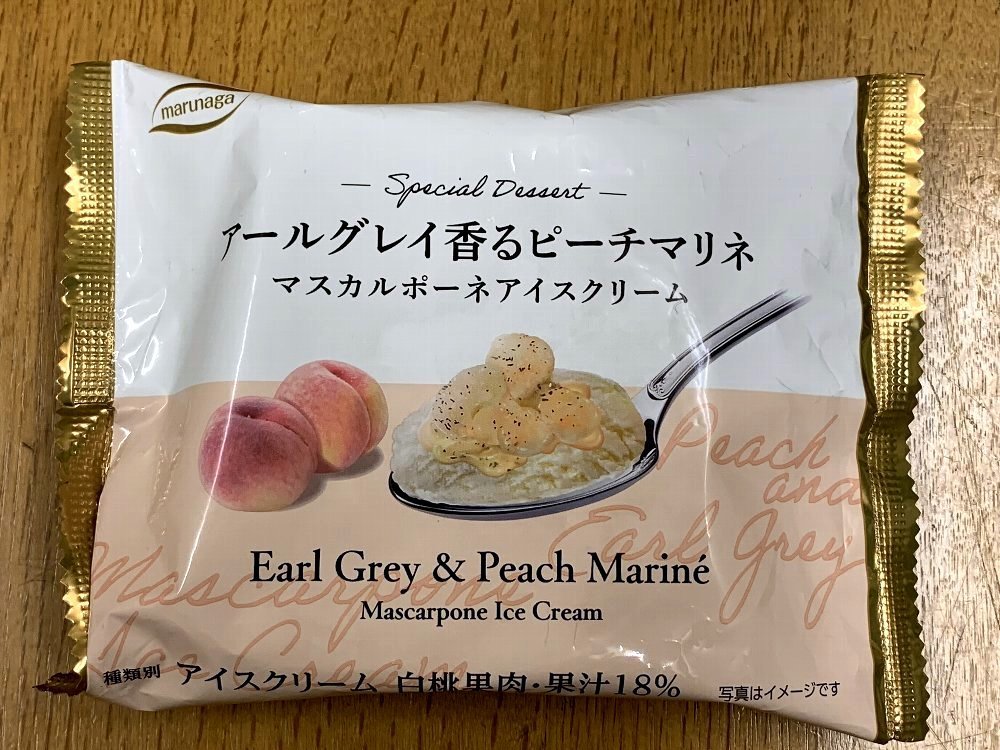 marunaga
Special Dessert
アールグレイ香るピーチマリネ
マスカルポーネアイスクリーム
Peach
and
Earl Grey
Mascarpone
Ice Cream
Earl Grey & Peach Mariné
Mascarpone Ice Cream
種類別 アイスクリーム 白桃果肉・果汁18%
写真はイメージです